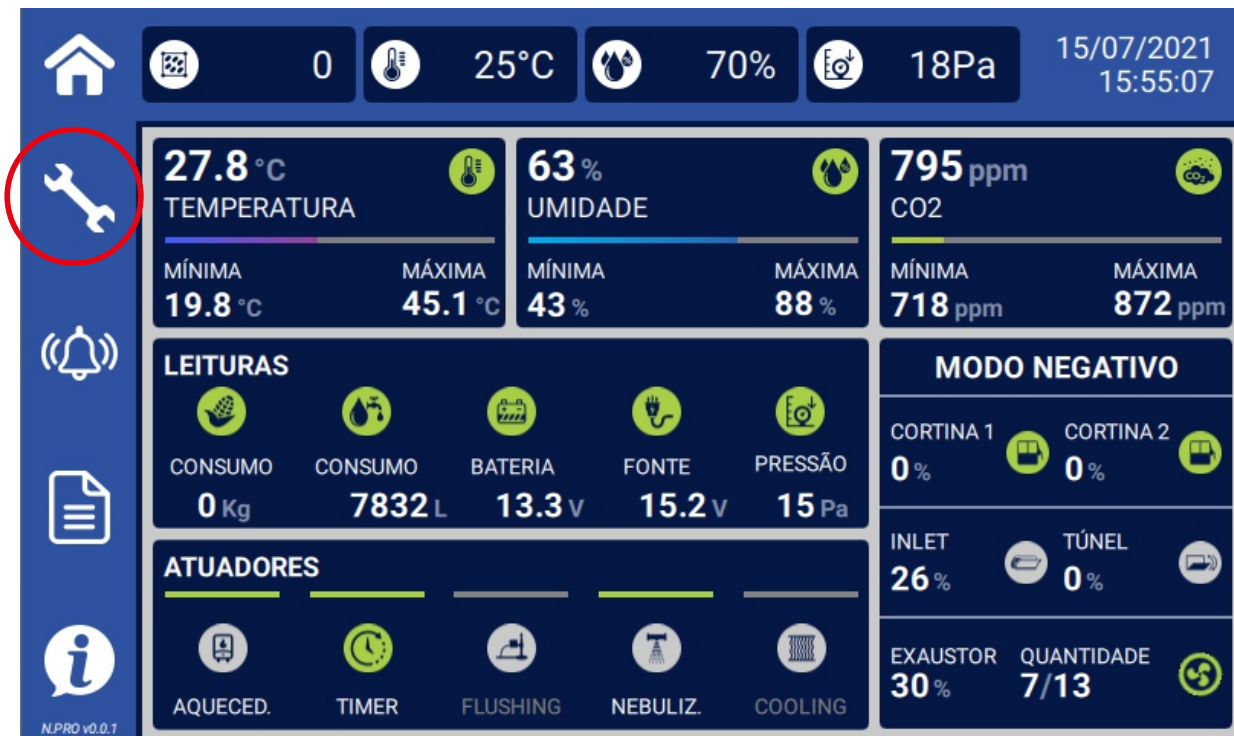 0 25°C 70% 18Pa 15/07/2021
15:55:07
27.8 °C
TEMPERATURA
MÍNIMA MÁXIMA
19.8 °C 45.1 °C
63 %
UMIDADE
MÍNIMA MÁXIMA
43 % 88 %
795 ppm
CO2
CO₂
MÍNIMA MÁXIMA
718 ppm 872 ppm
LEITURAS
CONSUMO CONSUMO BATERIA FONTE PRESSÃO
0 Kg 7832 L 13.3 V 15.2 V 15 Pa
MODO NEGATIVO
CORTINA 1 CORTINA 2
0 % 0 %
INLET TÚNEL
26 % 0 %
EXAUSTOR QUANTIDADE
30 % 7/13
ATUADORES
AQUECED. TIMER FLUSHING NEBULIZ. COOLING
N.PRO v0.0.1